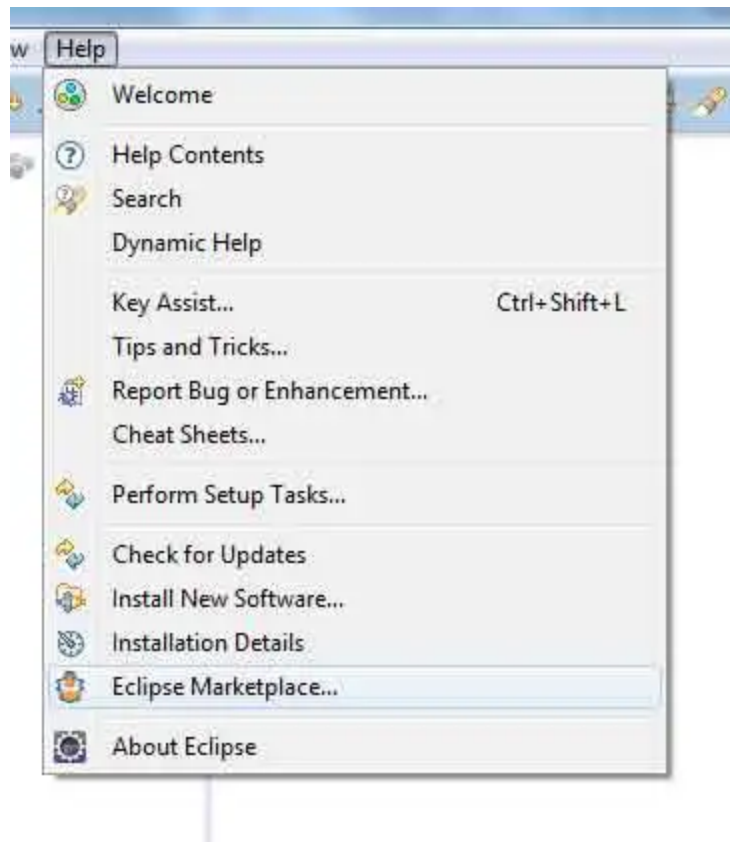 w Help
Welcome
Help Contents
Search
Dynamic Help
Key Assist... Ctrl+Shift+L
Tips and Tricks...
Report Bug or Enhancement...
Cheat Sheets...
Perform Setup Tasks...
Check for Updates
Install New Software...
Installation Details
Eclipse Marketplace...
About Eclipse